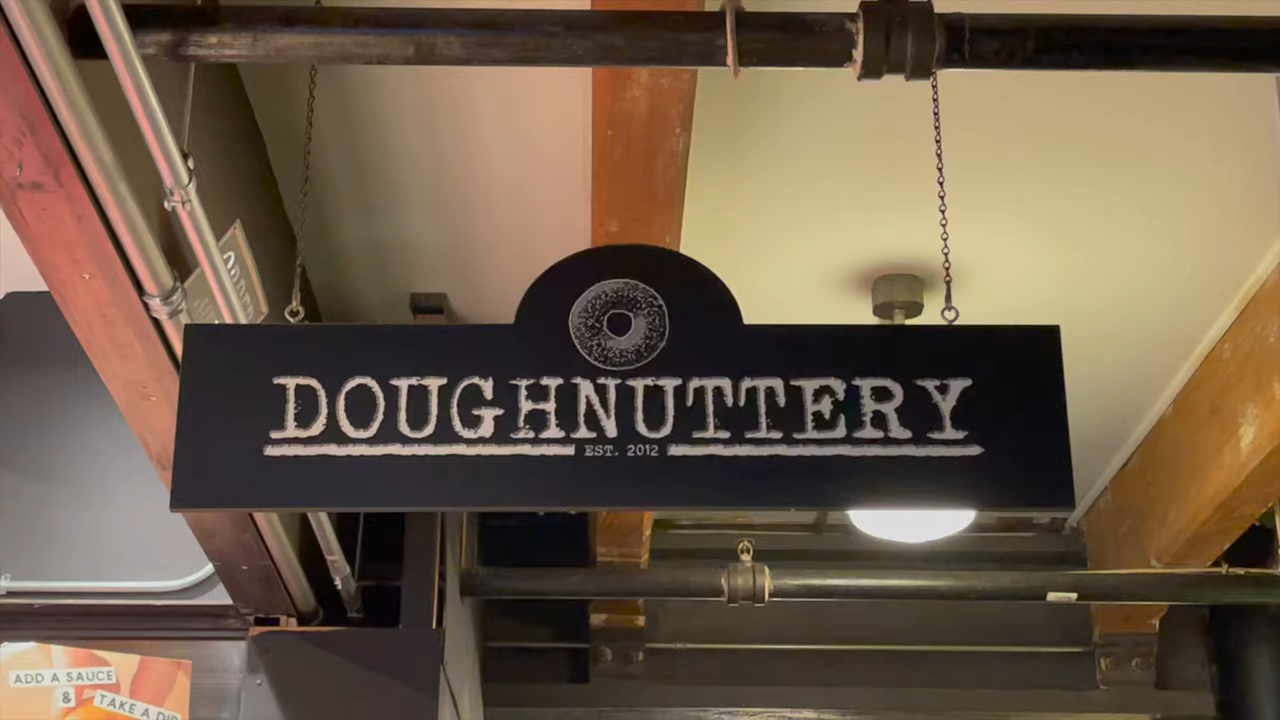 DOUGHNUTTERY
EST. 2012
ADD A SAUCE
&
TAKE A DIP